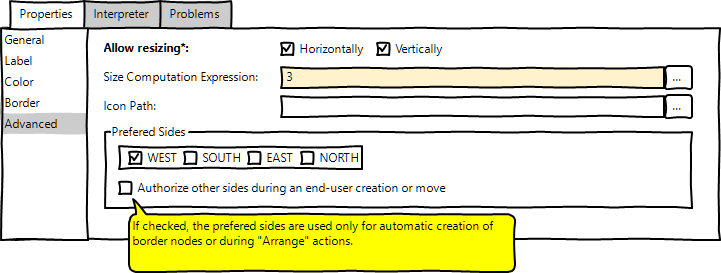 Properties Interpreter Problems
General
Label
Color
Border
Advanced
Allow resizing*: Horizontally Vertically
Size Computation Expression: 3 ...
Icon Path: ...
Prefered Sides
WEST SOUTH EAST NORTH
Authorize other sides during an end-user creation or move
If checked, the prefered sides are used only for automatic creation of
border nodes or during "Arrange" actions.